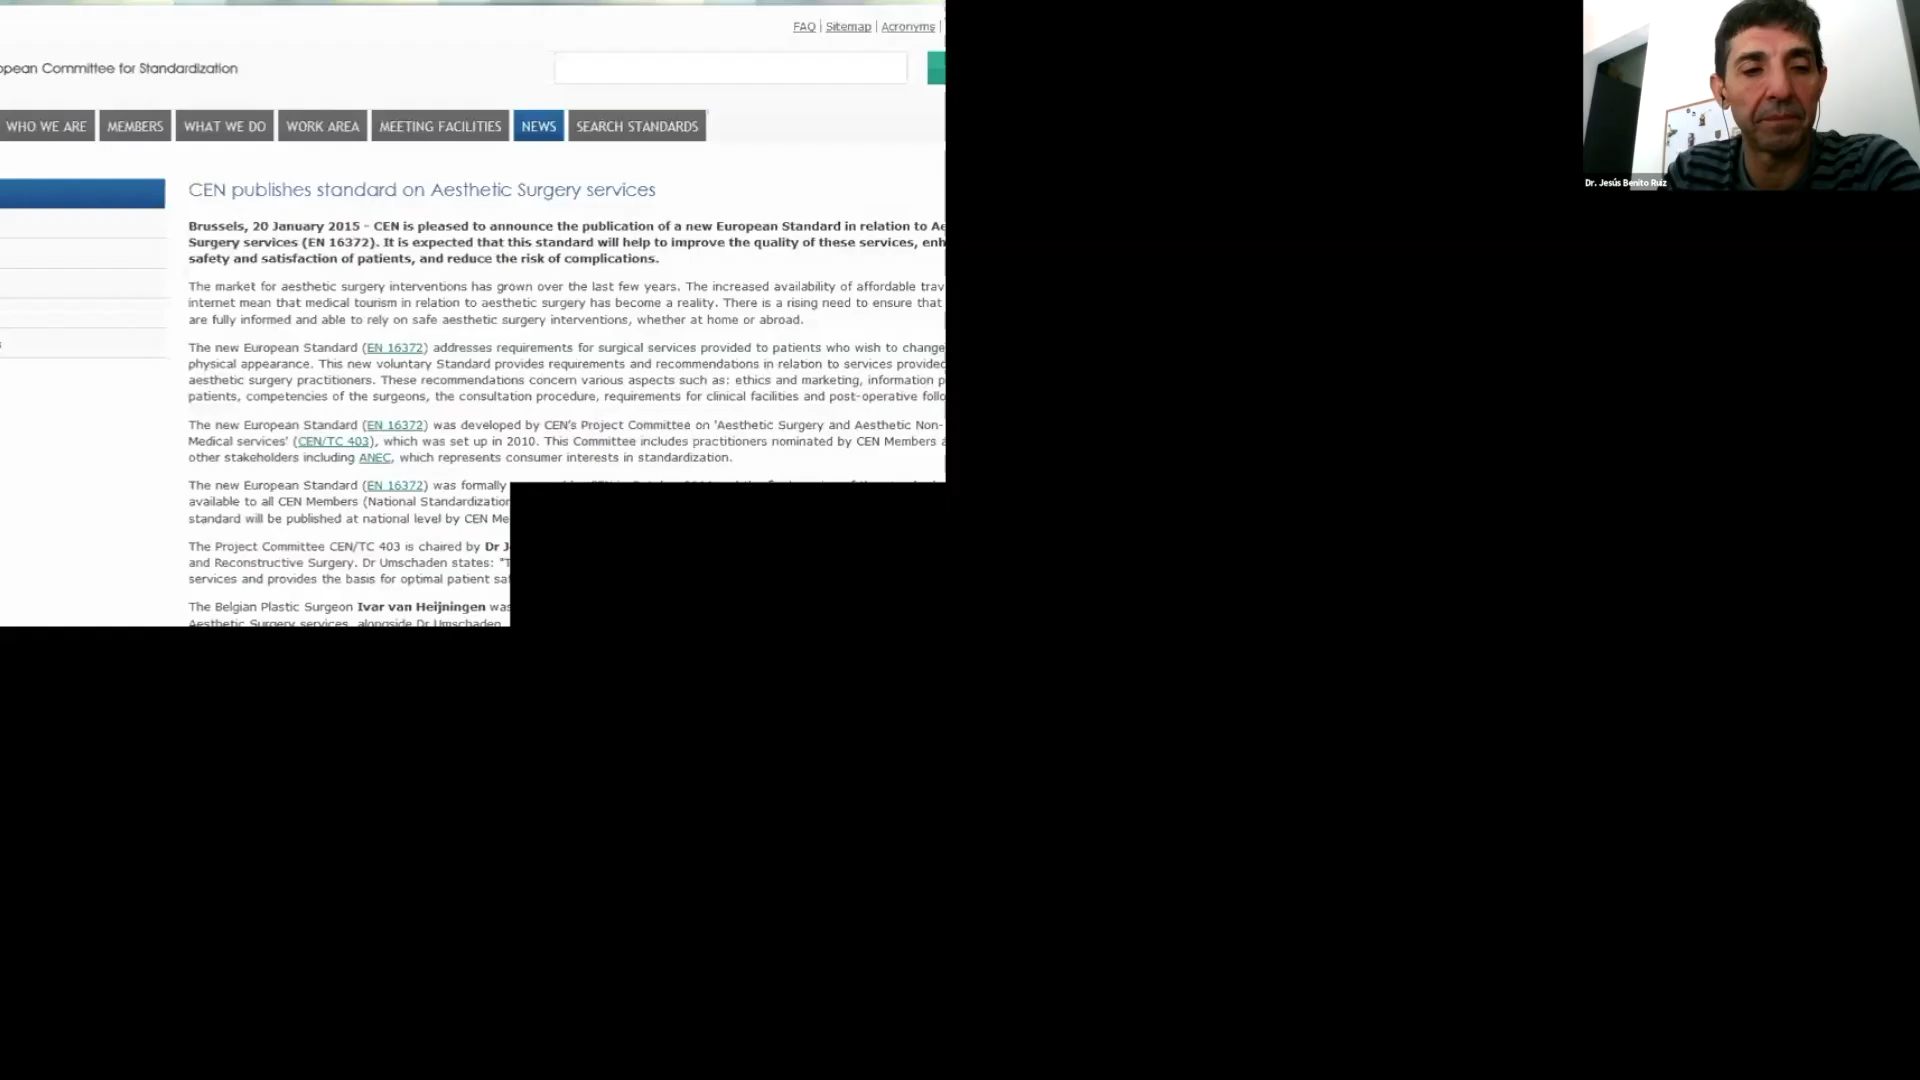 FAQ | Sitemap | Acronyms |
opean Committee for Standardization
WHO WE ARE MEMBERS WHAT WE DO WORK AREA MEETING FACILITIES NEWS SEARCH STANDARDS
Dr. Jesús Benito Ruiz
CEN publishes standard on Aesthetic Surgery services
Brussels, 20 January 2015 - CEN is pleased to announce the publication of a new European Standard in relation to Ae
Surgery services (EN 16372). It is expected that this standard will help to improve the quality of these services, enh
safety and satisfaction of patients, and reduce the risk of complications.
The market for aesthetic surgery interventions has grown over the last few years. The increased availability of affordable trav
internet mean that medical tourism in relation to aesthetic surgery has become a reality. There is a rising need to ensure that
are fully informed and able to rely on safe aesthetic surgery interventions, whether at home or abroad.
The new European Standard (EN 16372) addresses requirements for surgical services provided to patients who wish to change
physical appearance. This new voluntary Standard provides requirements and recommendations in relation to services provided
aesthetic surgery practitioners. These recommendations concern various aspects such as: ethics and marketing, information p
patients, competencies of the surgeons, the consultation procedure, requirements for clinical facilities and post-operative follo
The new European Standard (EN 16372) was developed by CEN's Project Committee on 'Aesthetic Surgery and Aesthetic Non-
Medical services' (CEN/TC 403), which was set up in 2010. This Committee includes practitioners nominated by CEN Members a
other stakeholders including ANEC, which represents consumer interests in standardization.
The new European Standard (EN 16372) was formally
available to all CEN Members (National Standardization
standard will be published at national level by CEN Me
The Project Committee CEN/TC 403 is chaired by Dr J
and Reconstructive Surgery. Dr Umschaden states: "T
services and provides the basis for optimal patient saf
The Belgian Plastic Surgeon Ivar van Heijningen was
Aesthetic Surgery services, alongside Dr Umschaden